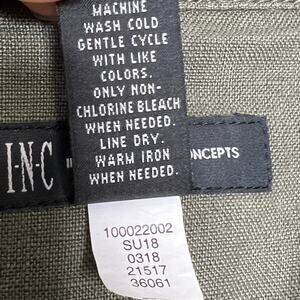 MACHINE
WASH COLD
GENTLE CYCLE
WITH LIKE
COLORS.
ONLY NON-
CHLORINE BLEACH
WHEN NEEDED.
LINE DRY.
WARM IRON
WHEN NEEDED.
I·N·C
NCEPTS
100022002
SU18
0318
21517
36061